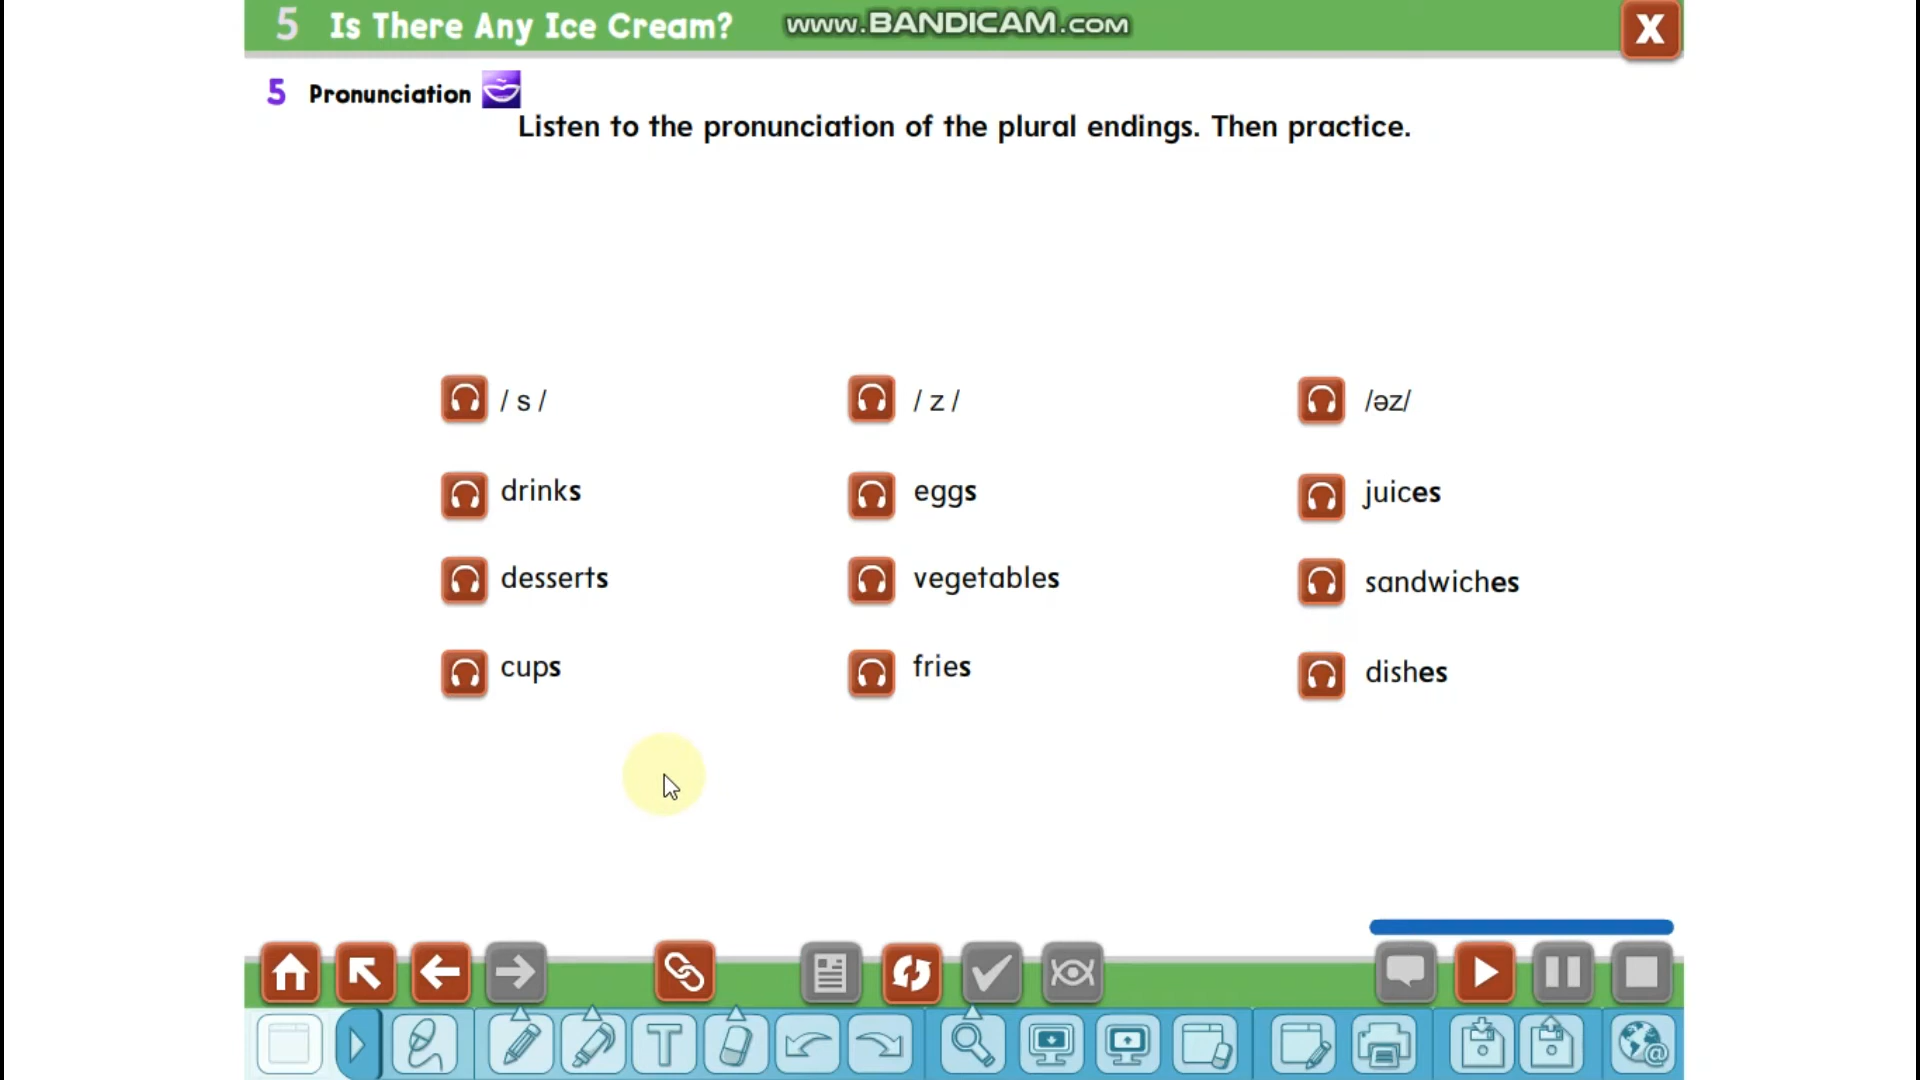 5 Is There Any Ice Cream?
www.BANDICAM.com
X
5 Pronunciation
Listen to the pronunciation of the plural endings. Then practice.
/ s / / z / /əz/
drinks eggs juices
desserts vegetables sandwiches
cups fries dishes
T
@